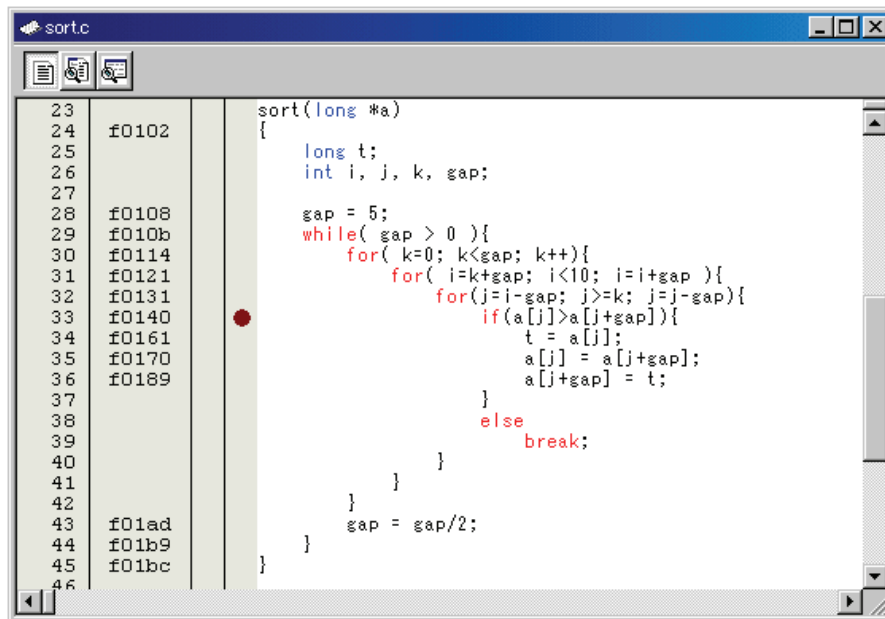 sort.c
23 sort(long *a)
24 f0102 {
25 long t;
26 int i, j, k, gap;
27
28 f0108 gap = 5;
29 f010b while( gap > 0 ){
30 f0114 for( k=0; k<gap; k++){
31 f0121 for( i=k+gap; i<10; i=i+gap ){
32 f0131 for(j=i-gap; j>=k; j=j-gap){
33 f0140 if(a[j]>a[j+gap]){
34 f0161 t = a[j];
35 f0170 a[j] = a[j+gap];
36 f0189 a[j+gap] = t;
37 }
38 else
39 break;
40 }
41 }
42 }
43 f01ad gap = gap/2;
44 f01b9 }
45 f01bc }
46